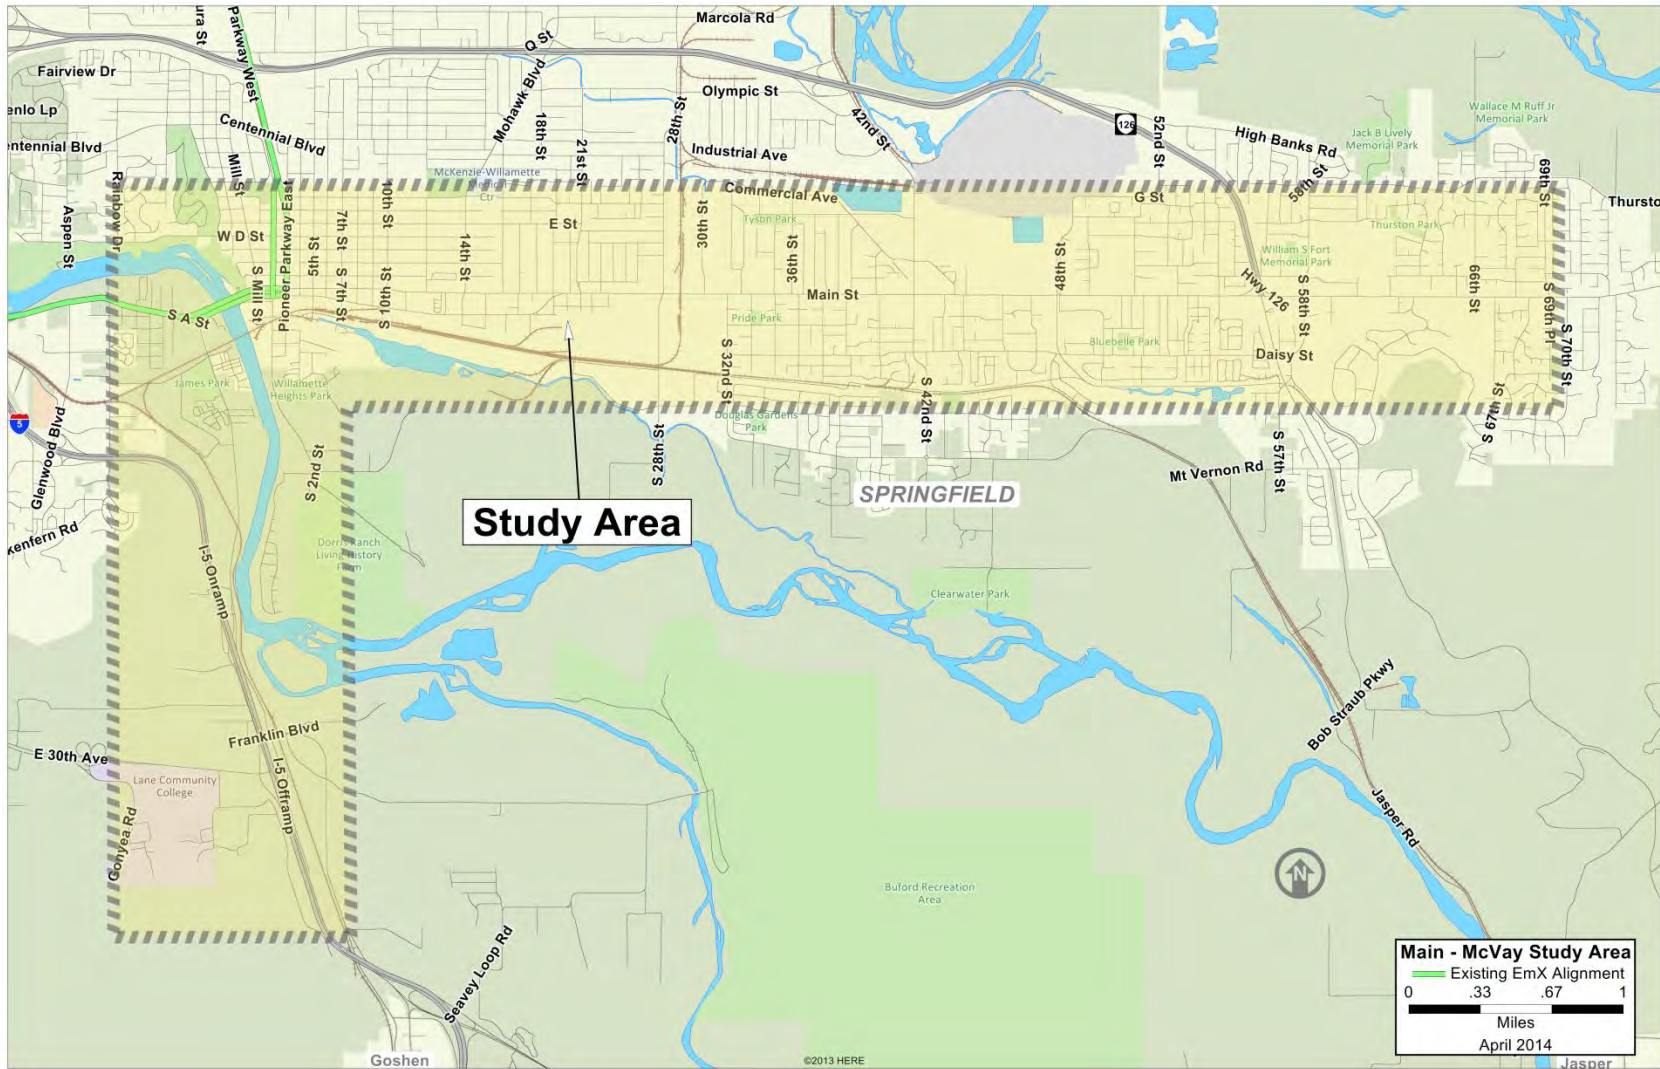 Marcola Rd
Q St
Parkway West
Fairview Dr
enlo Lp
Centennial Blvd
entennial Blvd
Mohawk Blvd
18th St
21st St
28th St
Olympic St
42nd St
Industrial Ave
126
52nd St
High Banks Rd
Wallace M Ruff Jr
Memorial Park
Jack B Lively
Memorial Park
58th St
69th St
Thursto
McKenzie-Willamette
Medical
Ctr
Mill St
Rainbow Dr
Aspen St
Pioneer Parkway East
W D St
5th St
7th St
10th St
14th St
E St
30th St
Commercial Ave
Tyson Park
36th St
G St
48th St
William S Fort
Memorial Park
Thurston Park
Hwy 126
S 58th St
66th St
S 69th Pl
S 70th St
S A St
S Mill St
S 7th St
S 10th St
Main St
Pride Park
Bluebelle Park
Daisy St
James Park
Willamette
Heights Park
S 32nd St
Douglas Gardens
Park
S 42nd St
S 67th St
5
Glenwood Blvd
S 2nd St
S 28th St
Mt Vernon Rd
S 57th St
SPRINGFIELD
Study Area
kenfern Rd
Dorris Ranch
Living History
Farm
I-5 Onramp
Clearwater Park
Bob Straub Pkwy
Franklin Blvd
E 30th Ave
I-5 Offramp
Lane Community
College
Gonyea Rd
Jasper Rd
Buford Recreation
Area
N
Seavey Loop Rd
Goshen
Main - McVay Study Area
Existing EmX Alignment
0 .33 .67 1
Miles
April 2014
©2013 HERE
Jasper